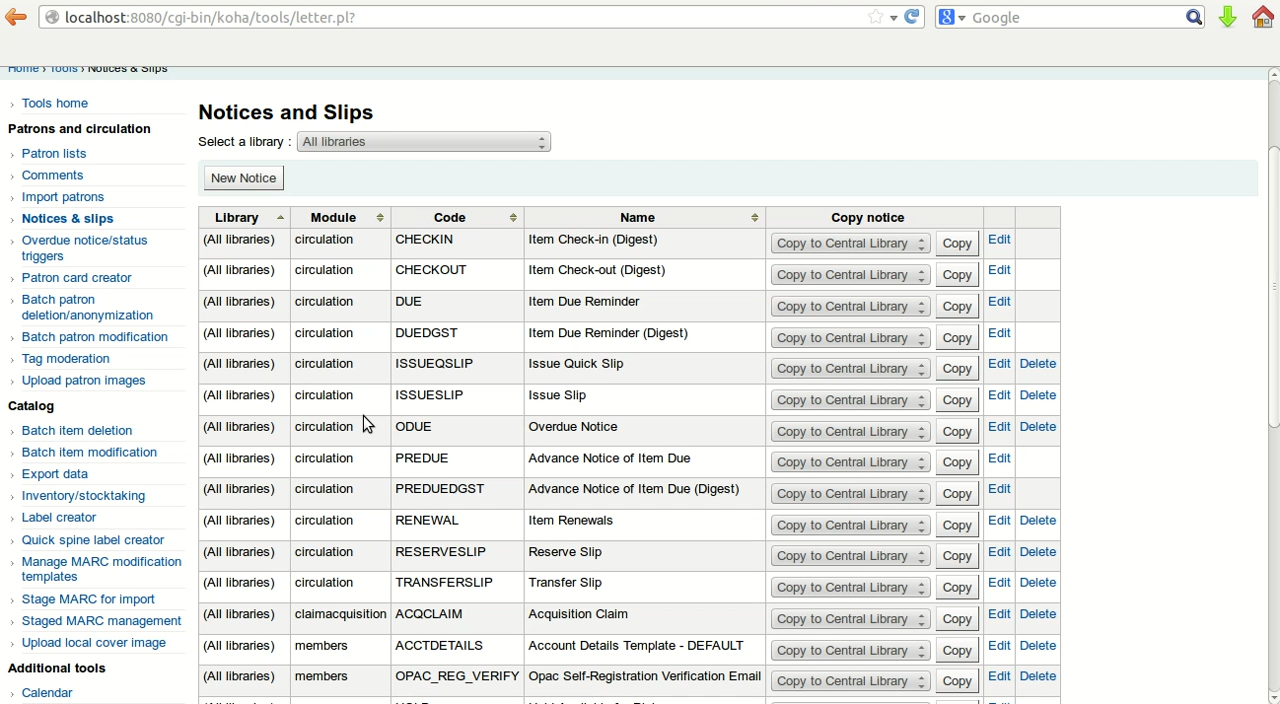 localhost:8080/cgi-bin/koha/tools/letter.pl?
Google
Home › Tools › Notices & Slips
› Tools home
Patrons and circulation
› Patron lists
› Comments
› Import patrons
› Notices & slips
› Overdue notice/status
triggers
› Patron card creator
› Batch patron
deletion/anonymization
› Batch patron modification
› Tag moderation
› Upload patron images
Catalog
› Batch item deletion
› Batch item modification
› Export data
› Inventory/stocktaking
› Label creator
› Quick spine label creator
› Manage MARC modification
templates
› Stage MARC for import
› Staged MARC management
› Upload local cover image
Additional tools
› Calendar
Notices and Slips
Select a library : All libraries
New Notice
Library Module Code Name Copy notice
(All libraries) circulation CHECKIN Item Check-in (Digest) Copy to Central Library Copy Edit
(All libraries) circulation CHECKOUT Item Check-out (Digest) Copy to Central Library Copy Edit
(All libraries) circulation DUE Item Due Reminder Copy to Central Library Copy Edit
(All libraries) circulation DUEDGST Item Due Reminder (Digest) Copy to Central Library Copy Edit
(All libraries) circulation ISSUEQSLIP Issue Quick Slip Copy to Central Library Copy Edit Delete
(All libraries) circulation ISSUESLIP Issue Slip Copy to Central Library Copy Edit Delete
(All libraries) circulation ODUE Overdue Notice Copy to Central Library Copy Edit Delete
(All libraries) circulation PREDUE Advance Notice of Item Due Copy to Central Library Copy Edit
(All libraries) circulation PREDUEDGST Advance Notice of Item Due (Digest) Copy to Central Library Copy Edit
(All libraries) circulation RENEWAL Item Renewals Copy to Central Library Copy Edit Delete
(All libraries) circulation RESERVESLIP Reserve Slip Copy to Central Library Copy Edit Delete
(All libraries) circulation TRANSFERSLIP Transfer Slip Copy to Central Library Copy Edit Delete
(All libraries) claimacquisition ACQCLAIM Acquisition Claim Copy to Central Library Copy Edit Delete
(All libraries) members ACCTDETAILS Account Details Template - DEFAULT Copy to Central Library Copy Edit Delete
(All libraries) members OPAC_REG_VERIFY Opac Self-Registration Verification Email Copy to Central Library Copy Edit Delete